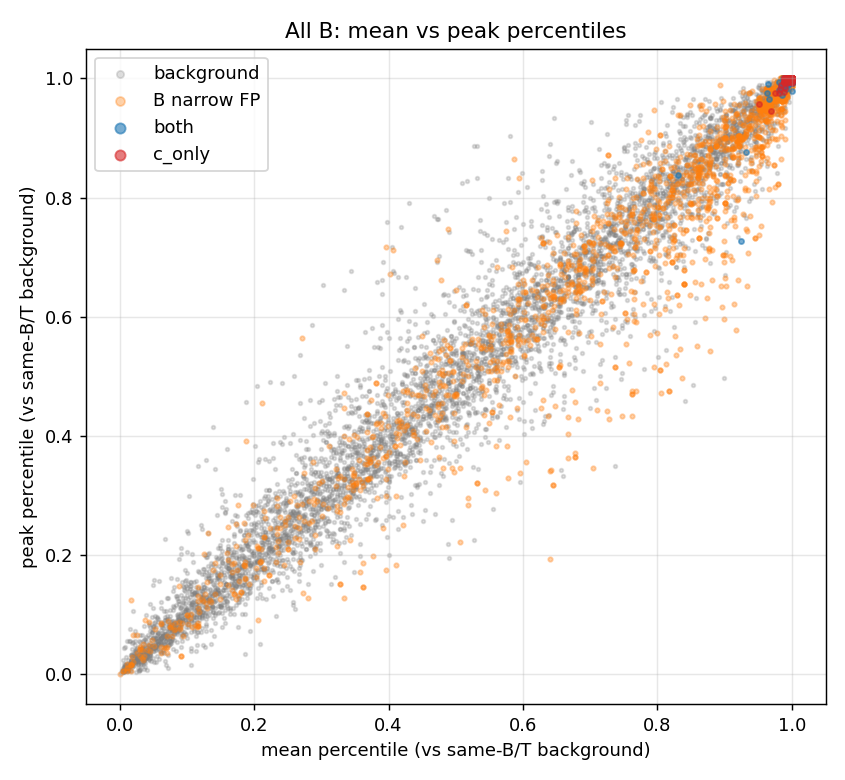 All B: mean vs peak percentiles
background
B narrow FP
both
c_only
peak percentile (vs same-B/T background)
1.0
0.8
0.6
0.4
0.2
0.0
0.0 0.2 0.4 0.6 0.8 1.0
mean percentile (vs same-B/T background)